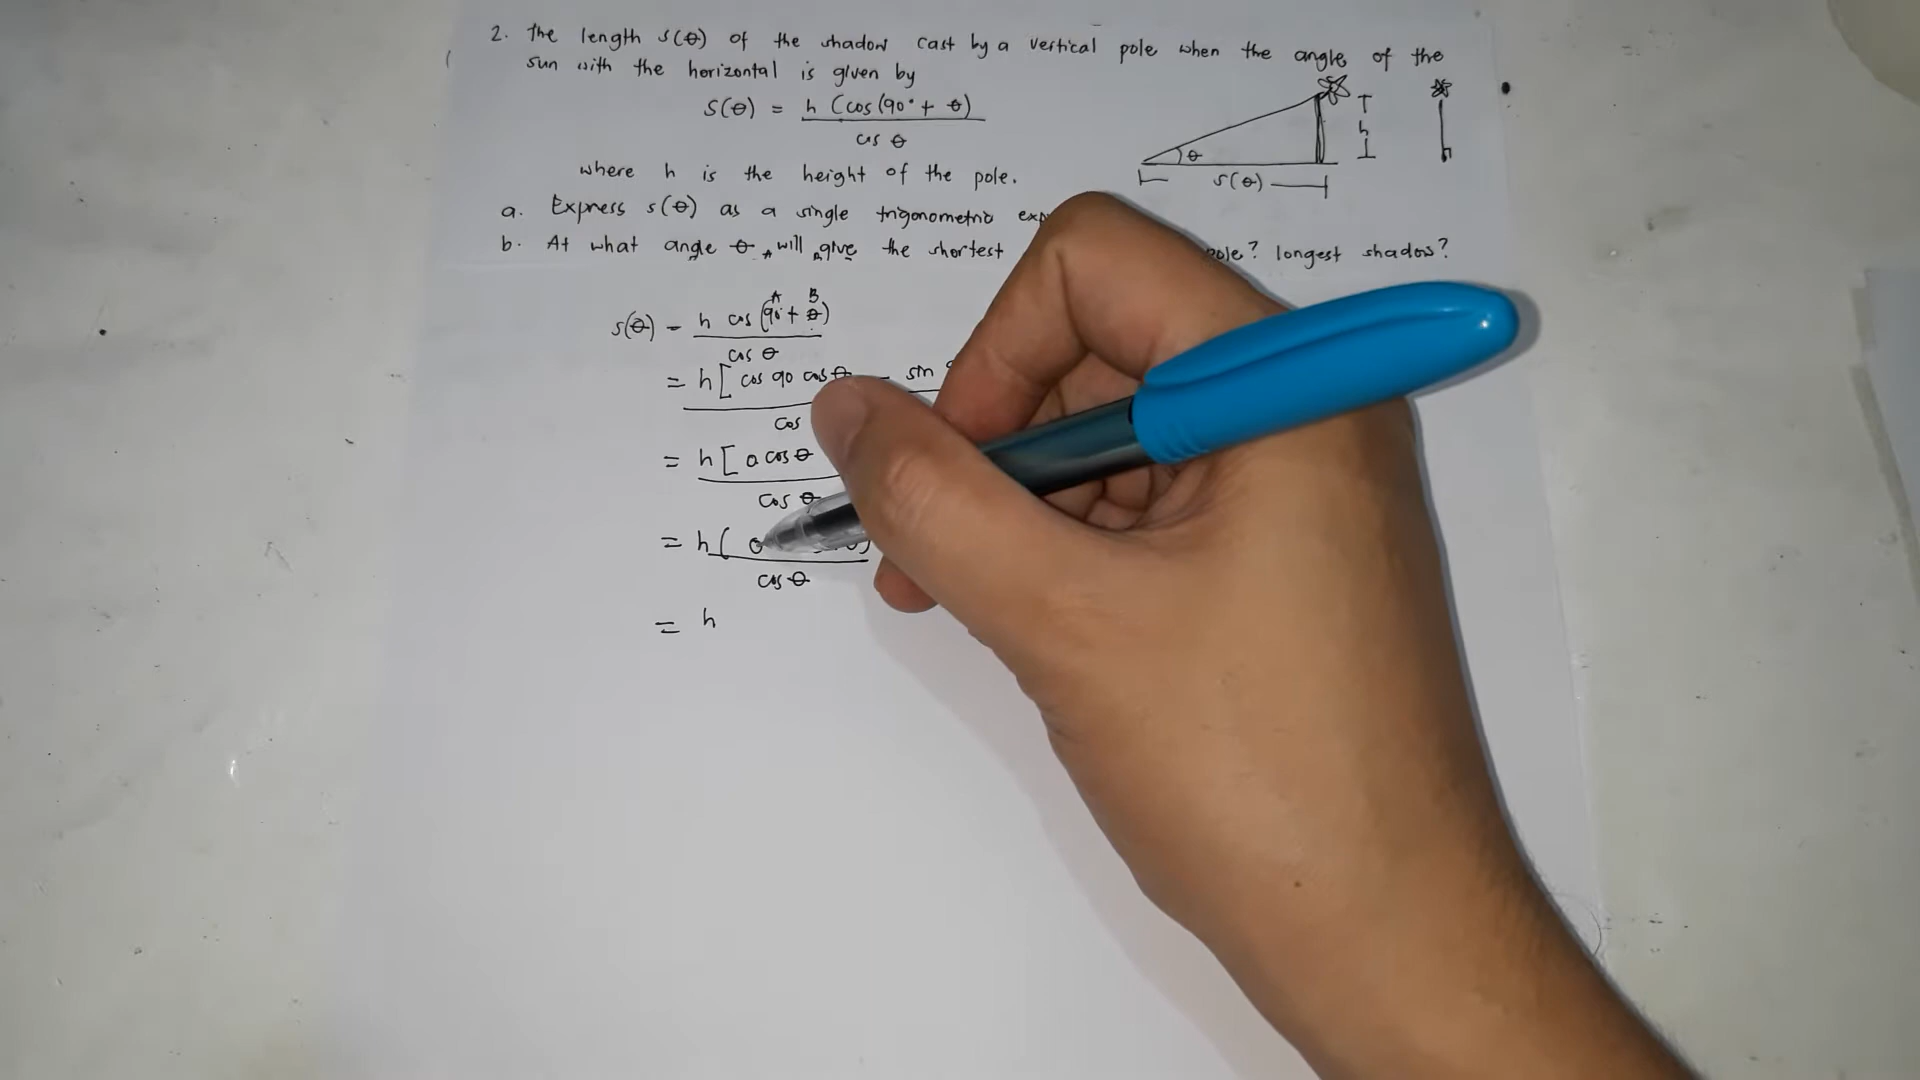 2. The length s(θ) of the shadow cast by a vertical pole when the angle of the
sun with the horizontal is given by
S(θ) = h (cos(90° + θ)
cos θ
where h is the height of the pole.
T
h
θ
s(θ)
h
a. Express s(θ) as a single trigonometric
b. At what angle θ will give the shortest pole? longest shadow?
A B
s(θ) = h cos (90° + θ)
cos θ
= h [ cos 90 cos θ - sin
cos
= h [ 0 cos θ
cos θ
= h (
cos θ
= h